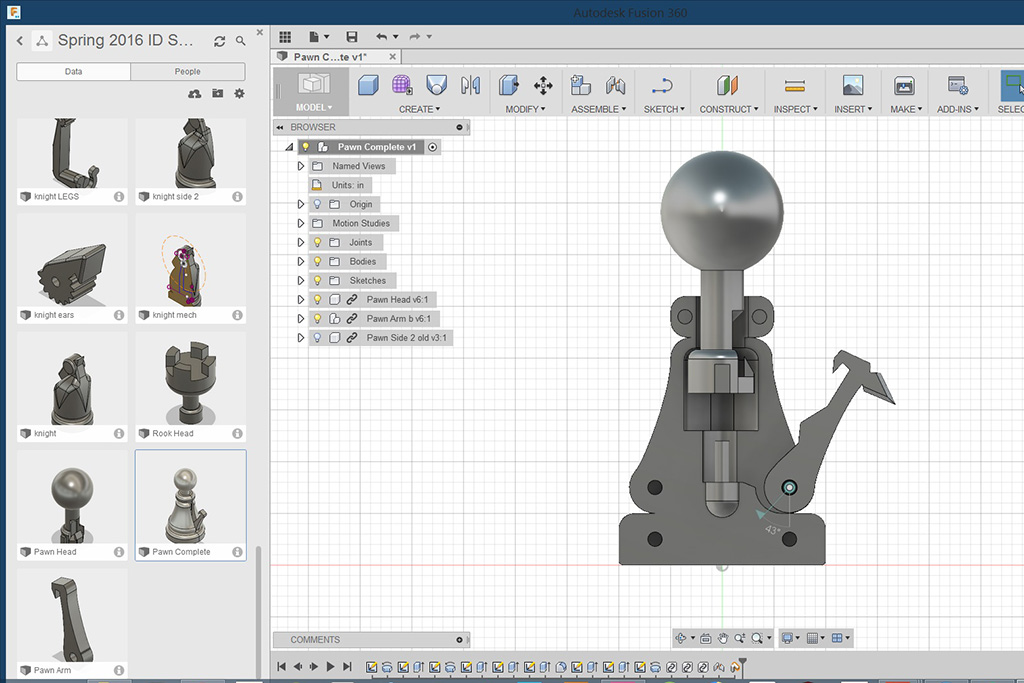 Autodesk Fusion 360
Spring 2016 ID S...
Data
People
knight LEGS
knight side 2
knight ears
knight mech
knight
Rook Head
Pawn Head
Pawn Complete
Pawn Arm
Pawn C...te v1*
MODEL
CREATE
MODIFY
ASSEMBLE
SKETCH
CONSTRUCT
INSPECT
INSERT
MAKE
ADD-INS
SELEC
BROWSER
Pawn Complete v1
Named Views
Units: in
Origin
Motion Studies
Joints
Bodies
Sketches
Pawn Head v6:1
Pawn Arm b v6:1
Pawn Side 2 old v3:1
43°
COMMENTS